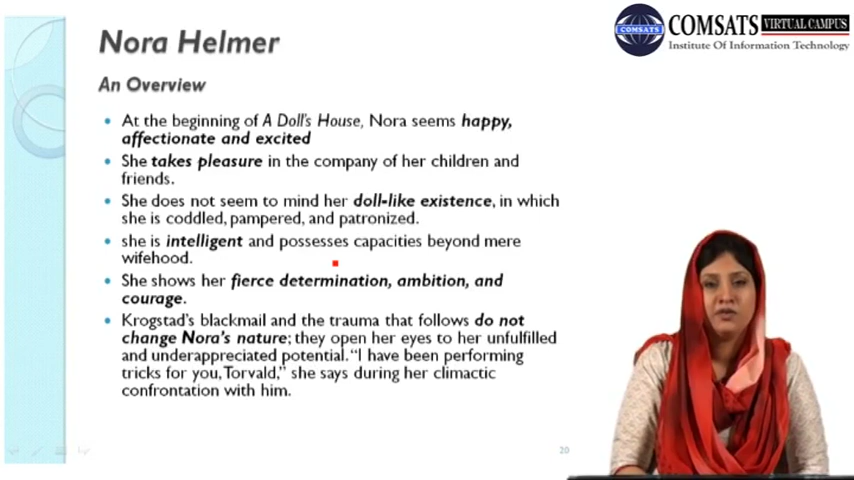 Nora Helmer
COMSATS VIRTUAL CAMPUS
COMSATS
Institute Of Information Technology
An Overview
At the beginning of A Doll's House, Nora seems happy,
affectionate and excited
She takes pleasure in the company of her children and
friends.
She does not seem to mind her doll-like existence, in which
she is coddled, pampered, and patronized.
she is intelligent and possesses capacities beyond mere
wifehood.
She shows her fierce determination, ambition, and
courage.
Krogstad's blackmail and the trauma that follows do not
change Nora's nature; they open her eyes to her unfulfilled
and underappreciated potential. "I have been performing
tricks for you, Torvald," she says during her climactic
confrontation with him.
20